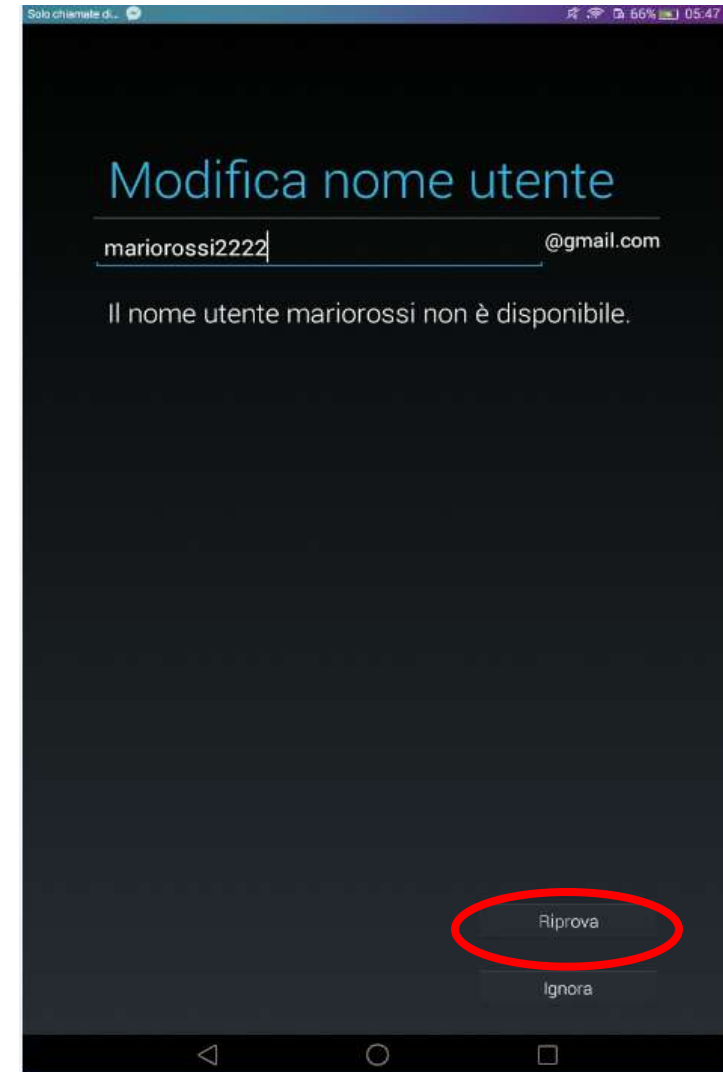 Solo chiamate di... 66% 05:47
Modifica nome utente
mariorossi2222 @gmail.com
Il nome utente mariorossi non è disponibile.
Riprova
Ignora